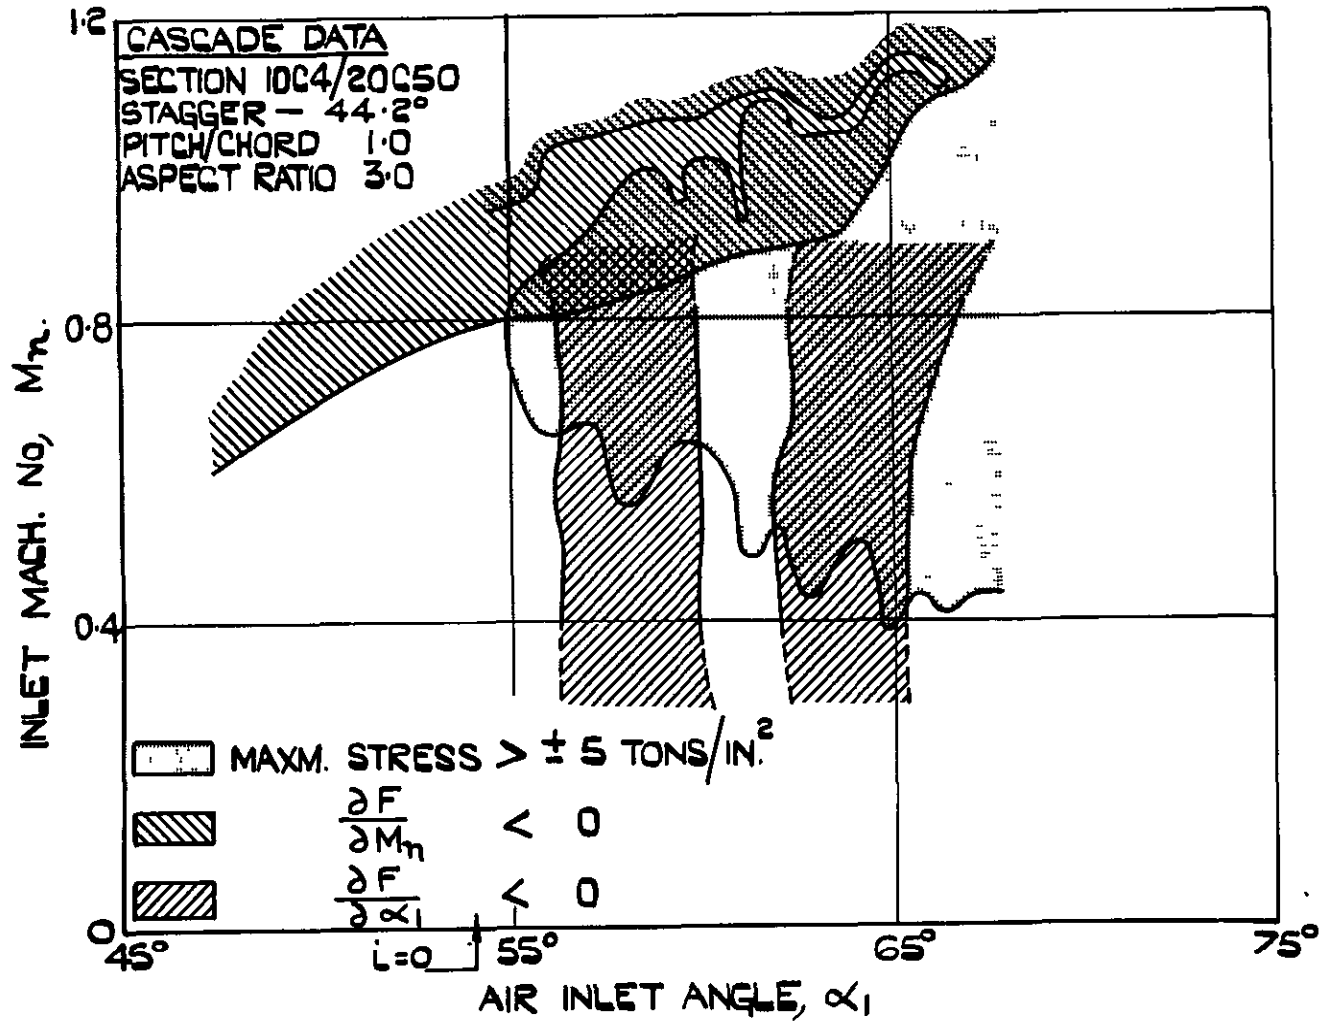 1·2
CASCADE DATA
SECTION 10C4/20C50
STAGGER – 44·2°
PITCH/CHORD 1·0
ASPECT RATIO 3·0
0·8
INLET MACH. No, Mn.
0·4
MAXM. STRESS > ± 5 TONS/IN.²
∂F/∂Mn < 0
∂F/∂α1 < 0
0
45° i=0 55° 65° 75°
AIR INLET ANGLE, α1